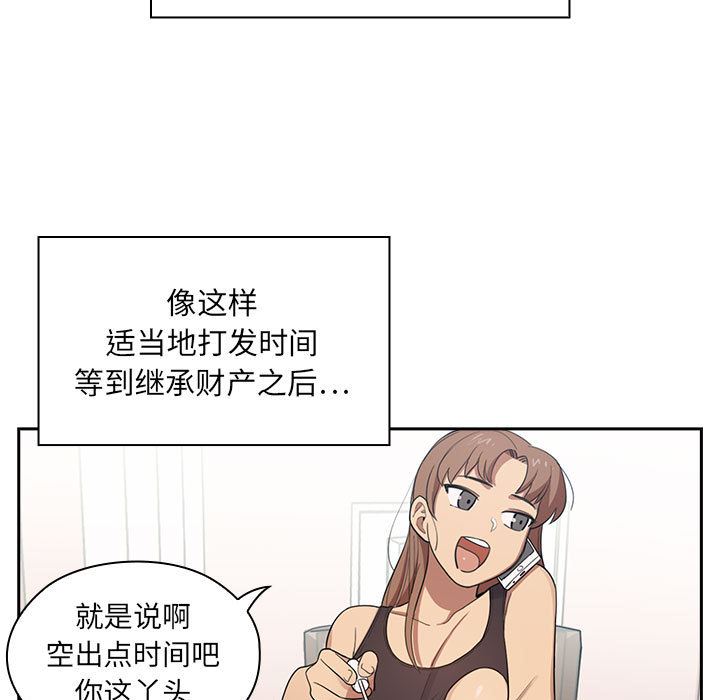 像这样
适当地打发时间
等到继承财产之后...
就是说啊
空出点时间吧
你这丫头